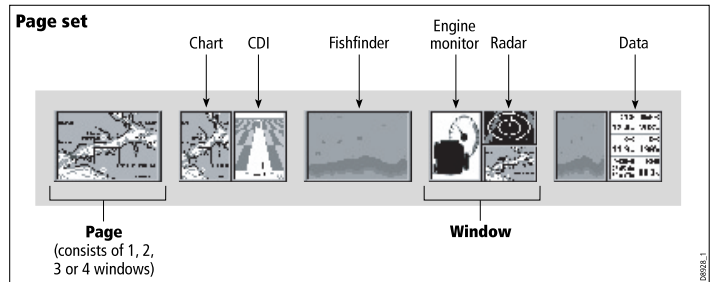 Page set
Chart
CDI
Fishfinder
Engine
monitor
Radar
Data
Page
(consists of 1, 2,
3 or 4 windows)
Window
D8928_1